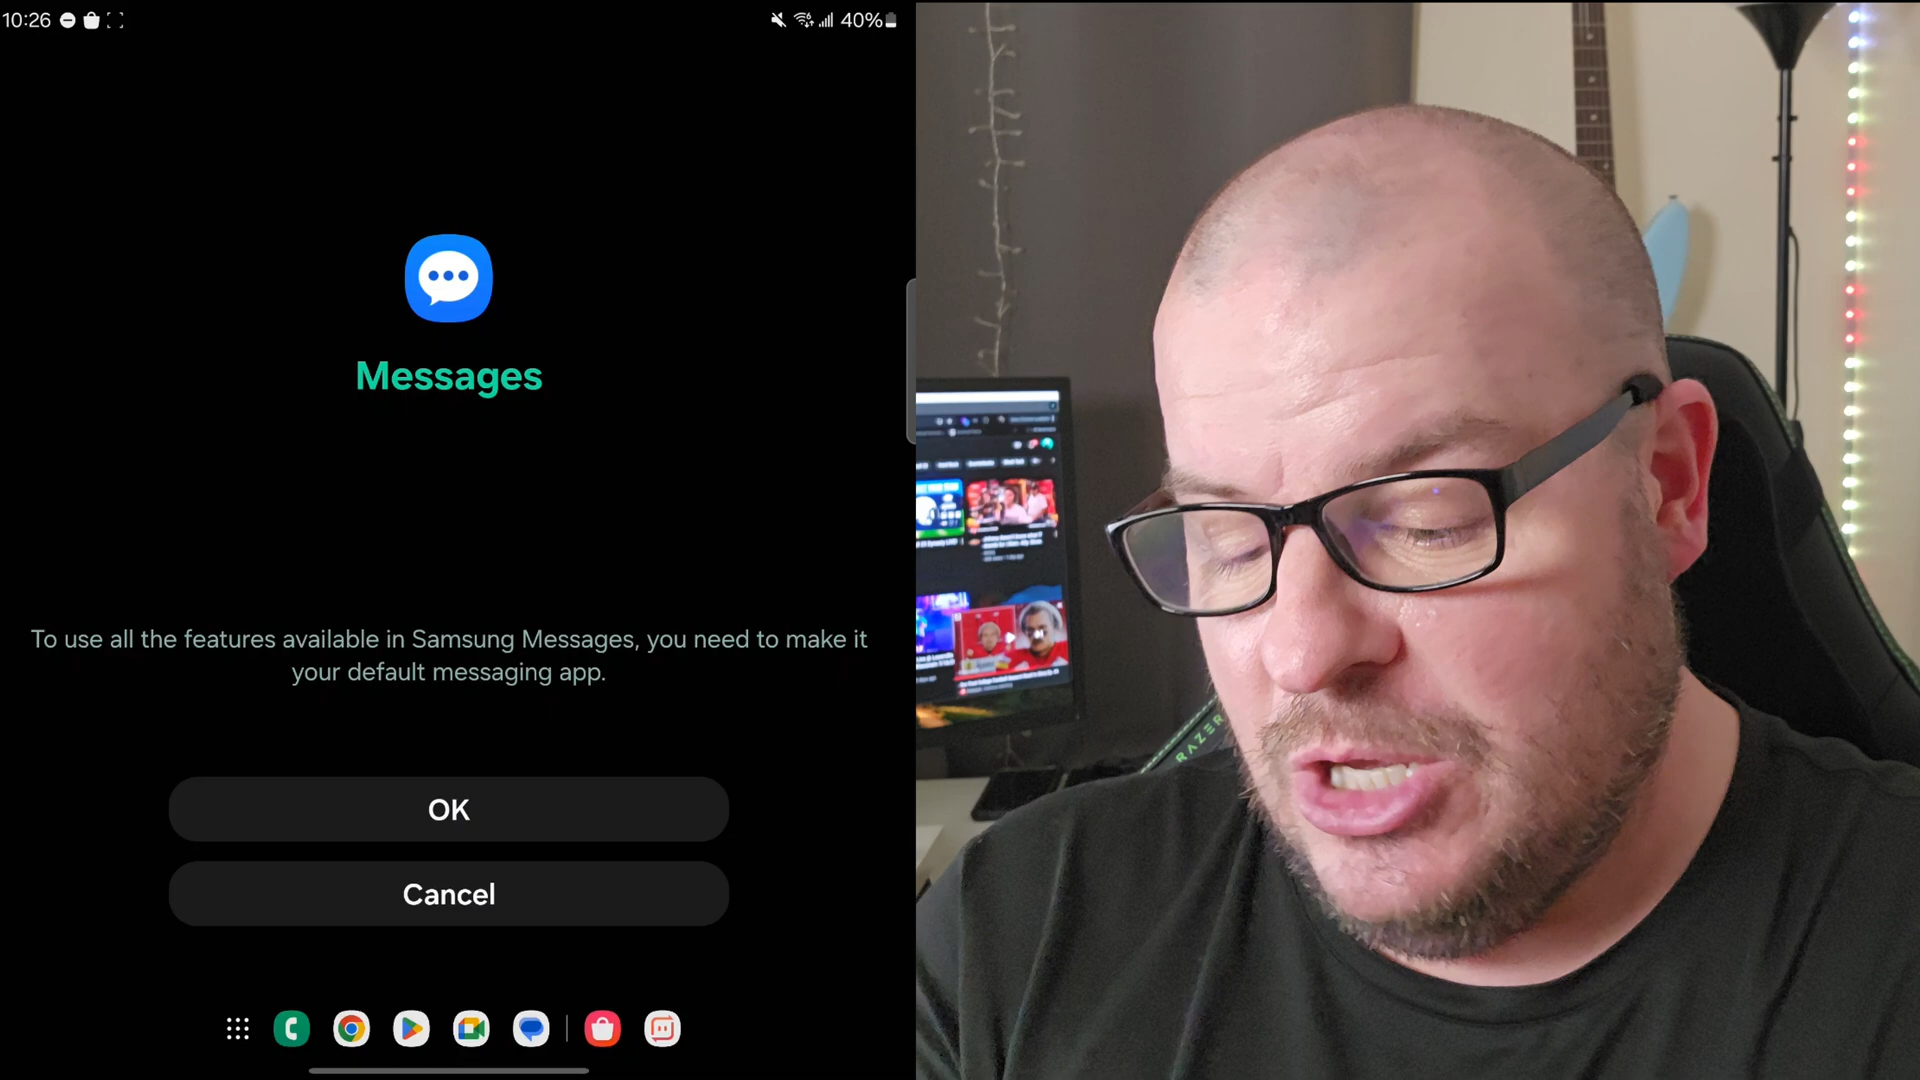 10:26
40%
Messages
To use all the features available in Samsung Messages, you need to make it
your default messaging app.
OK
Cancel
RAZER